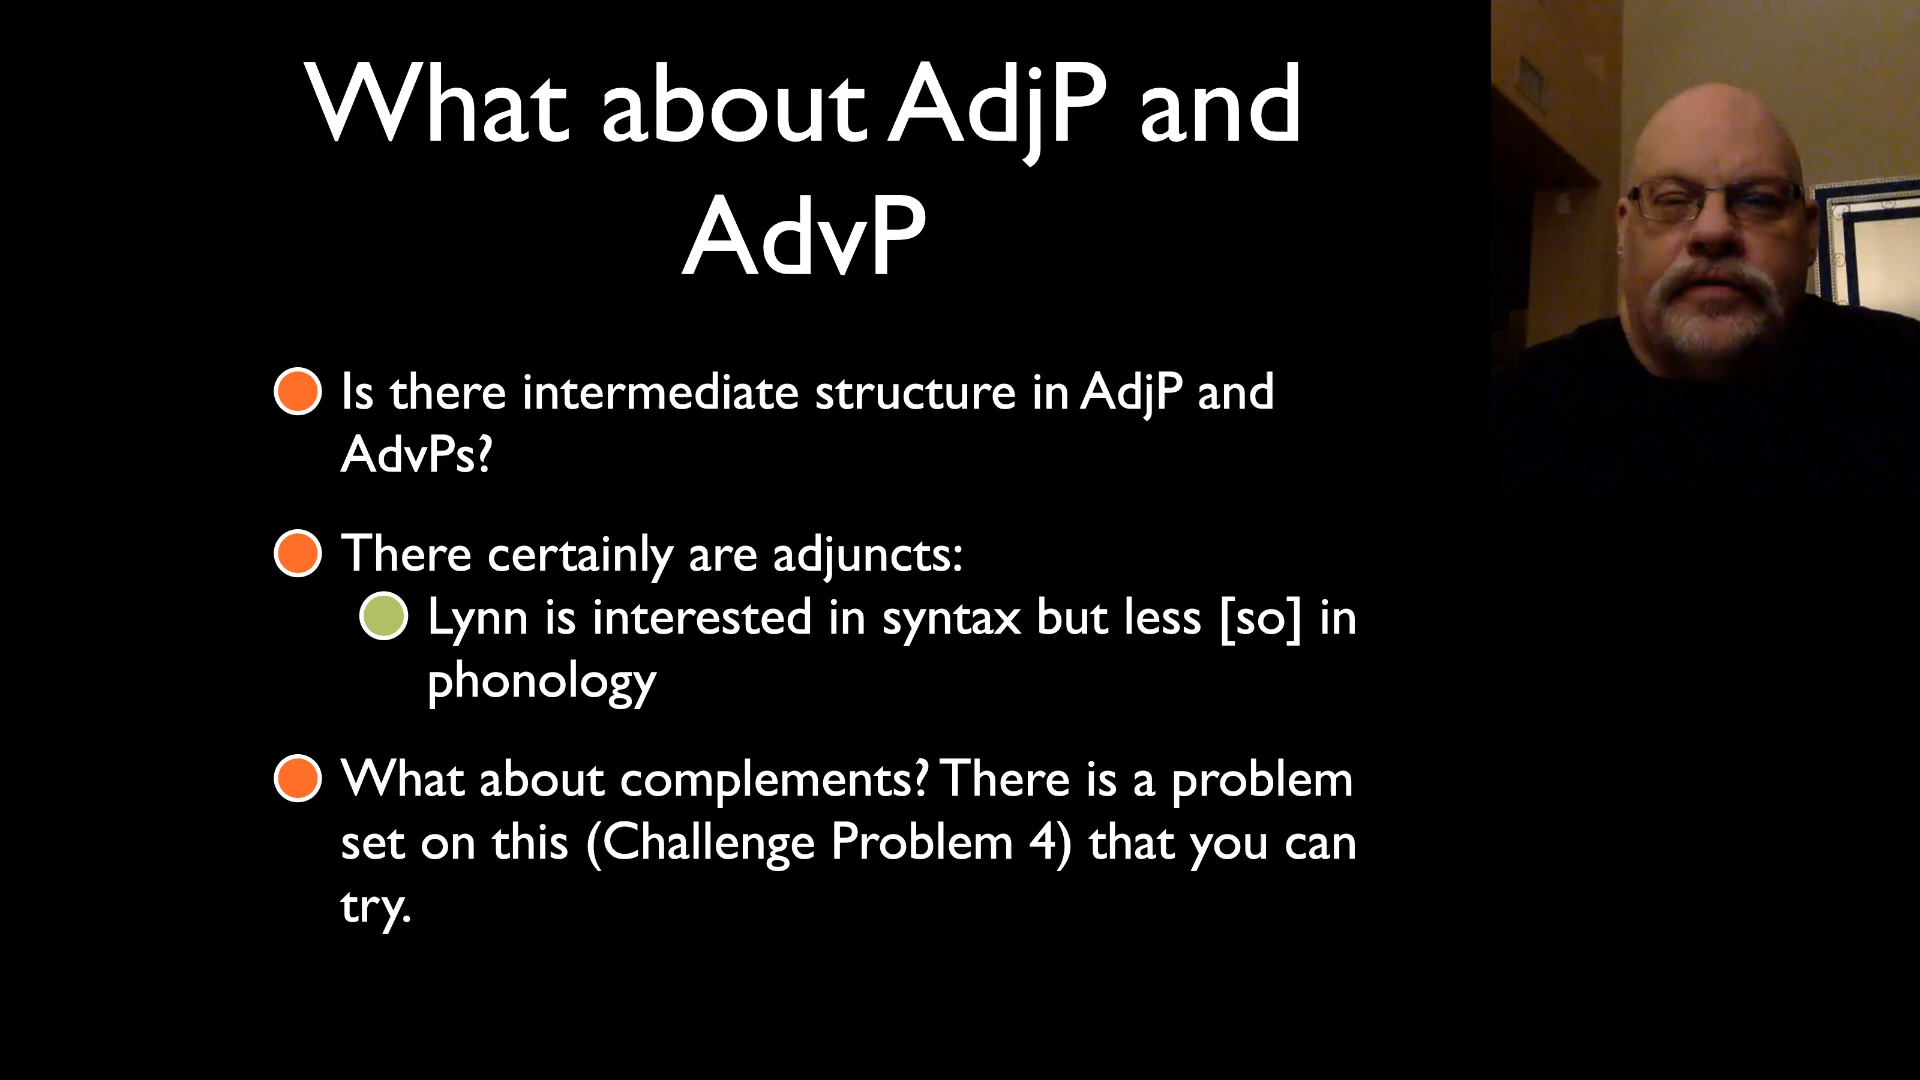 What about AdjP and
AdvP
Is there intermediate structure in AdjP and
AdvPs?
There certainly are adjuncts:
Lynn is interested in syntax but less [so] in
phonology
What about complements? There is a problem
set on this (Challenge Problem 4) that you can
try.